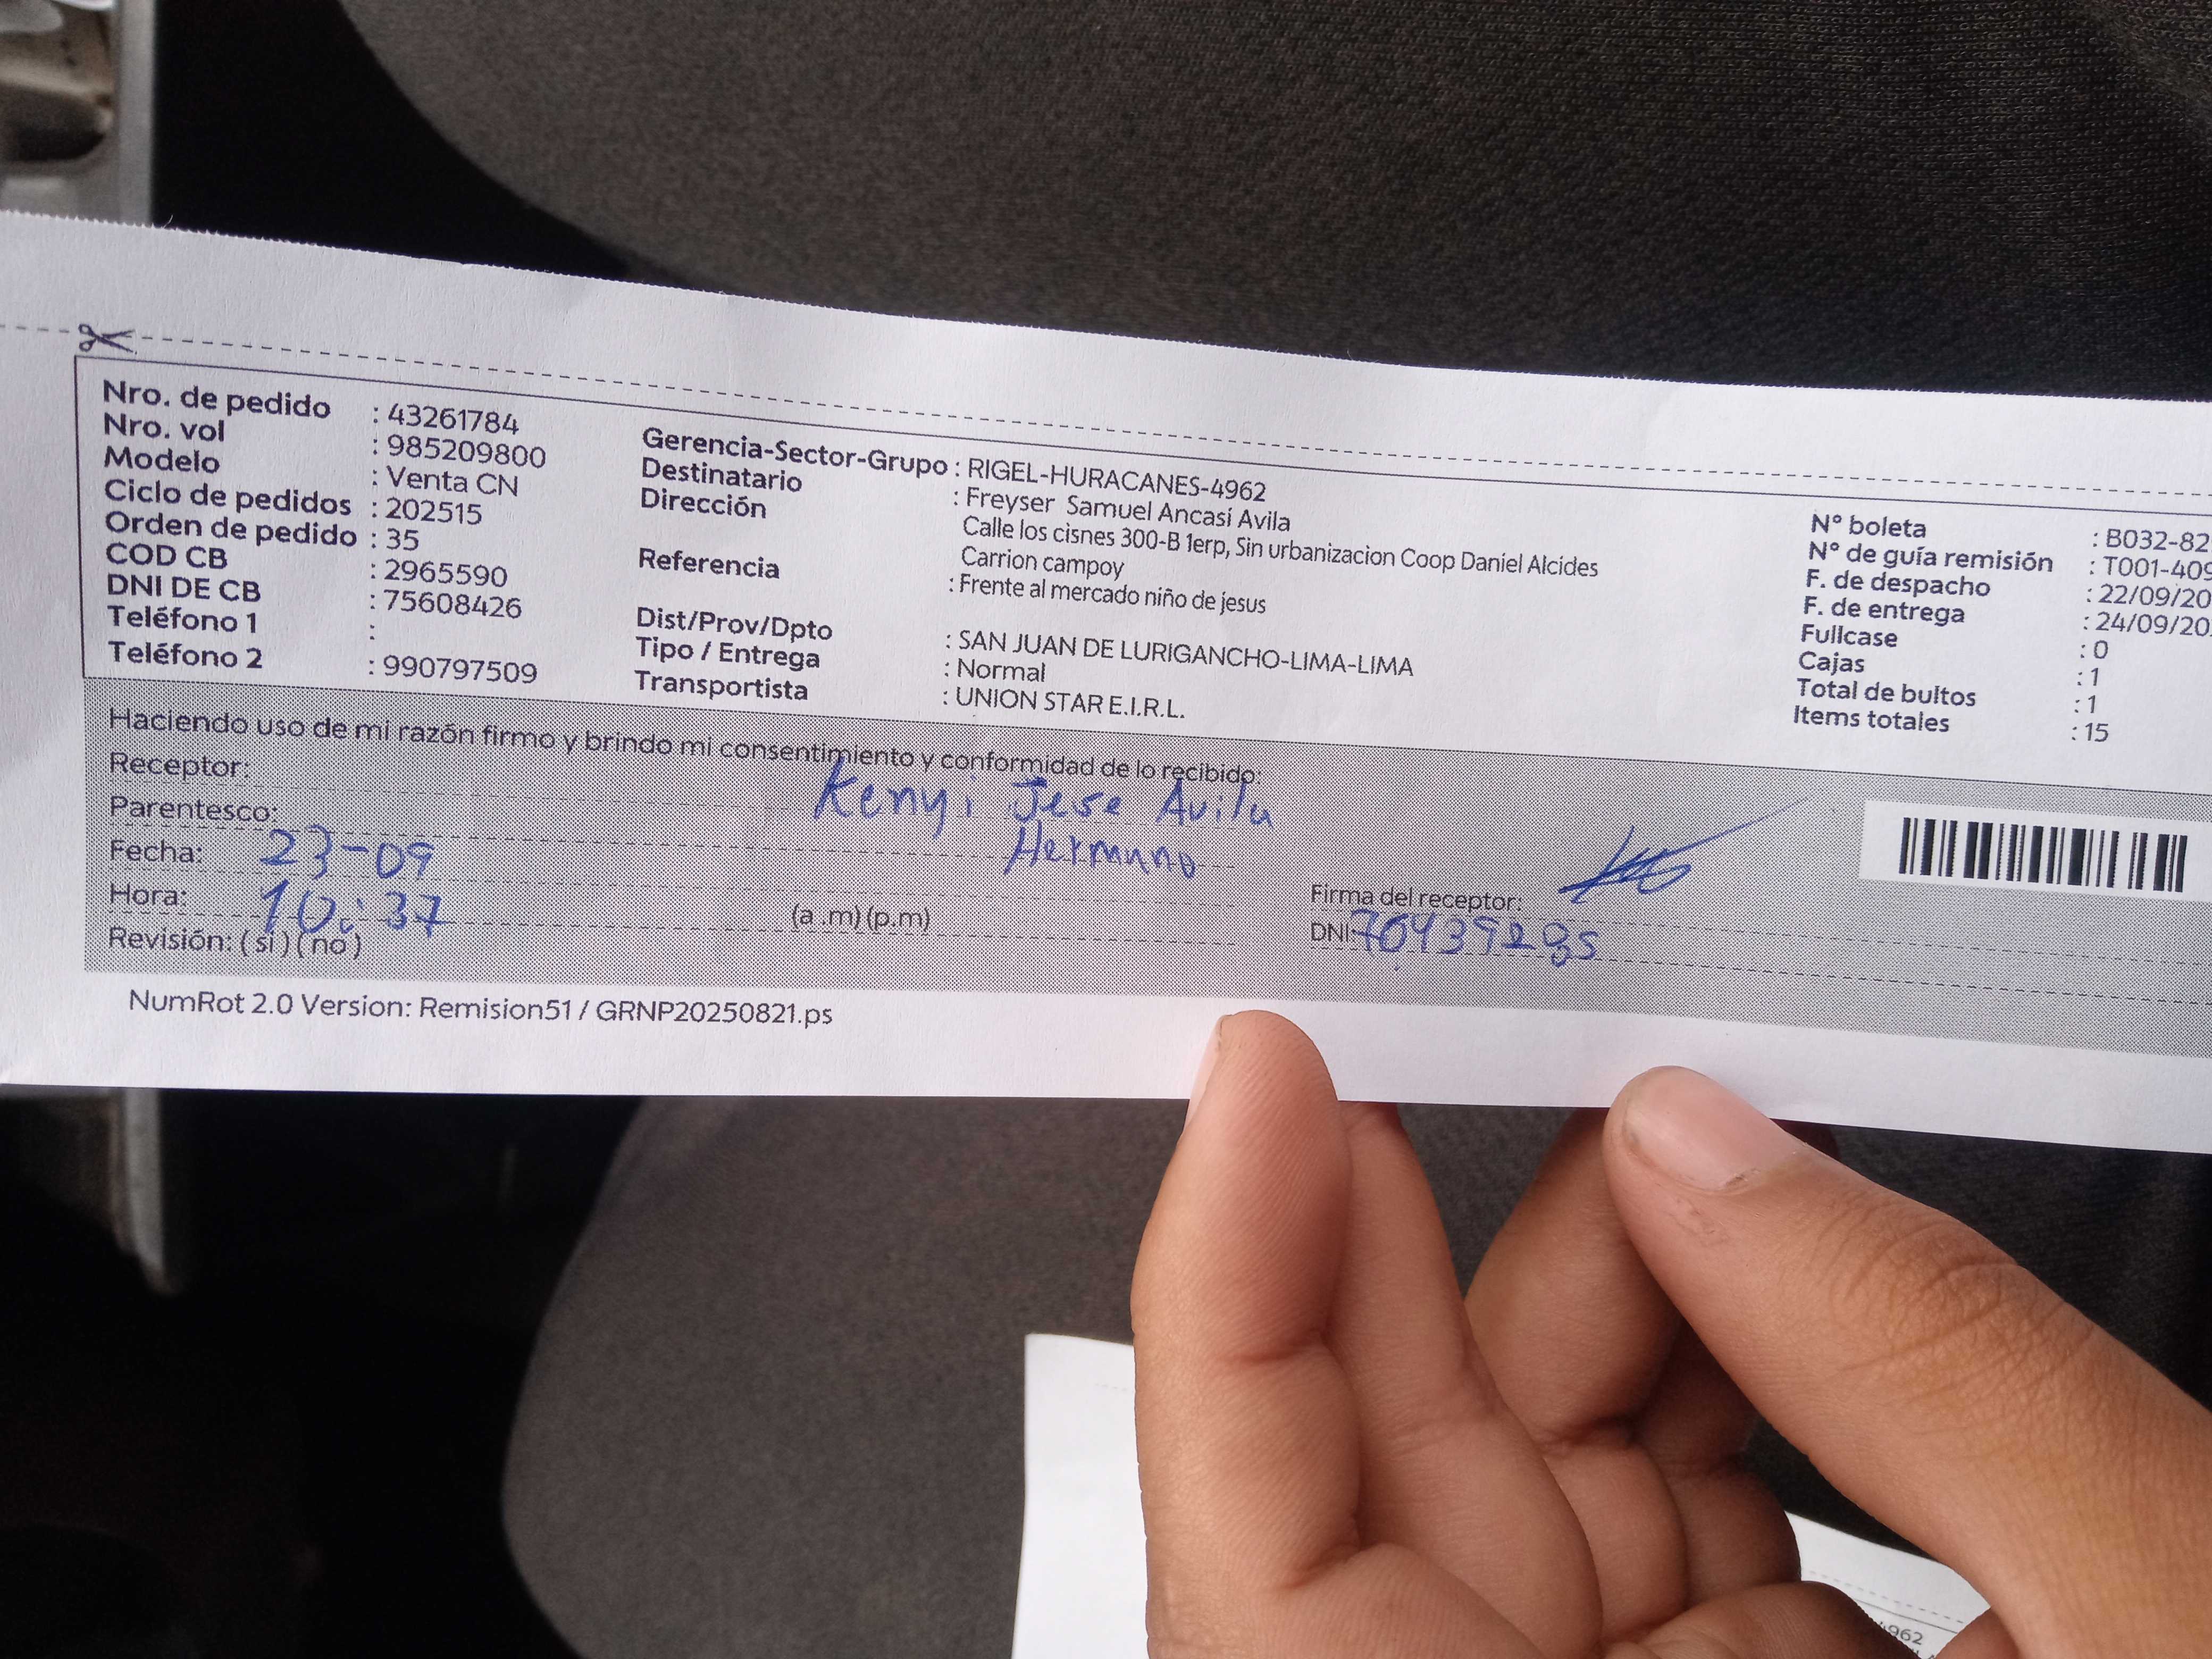 Nro. de pedido : 43261784
Nro. vol : 985209800
Modelo : Venta CN
Ciclo de pedidos : 202515
Orden de pedido : 35
COD CB : 2965590
DNI DE CB : 75608426
Teléfono 1 :
Teléfono 2 : 990797509
Gerencia-Sector-Grupo : RIGEL-HURACANES-4962
Destinatario : Freyser Samuel Ancasi Avila
Dirección Calle los cisnes 300-B 1erp, Sin urbanizacion Coop Daniel Alcides
Carrion campoy
Referencia : Frente al mercado niño de jesus
Dist/Prov/Dpto : SAN JUAN DE LURIGANCHO-LIMA-LIMA
Tipo / Entrega : Normal
Transportista : UNION STAR E.I.R.L.
N° boleta : B032-82
N° de guía remisión : T001-409
F. de despacho : 22/09/20
F. de entrega : 24/09/20
Fullcase : 0
Cajas : 1
Total de bultos : 1
Items totales : 15
Haciendo uso de mi razón firmo y brindo mi consentimiento y conformidad de lo recibido:
Receptor: Kenyi Jese Avila
Parentesco: Hermano
Fecha: 23-09
Hora: 10:37 (a .m) (p.m)
Revisión: ( si ) ( no )
Firma del receptor:
DNI:
NumRot 2.0 Version: Remision51 / GRNP20250821.ps
4962